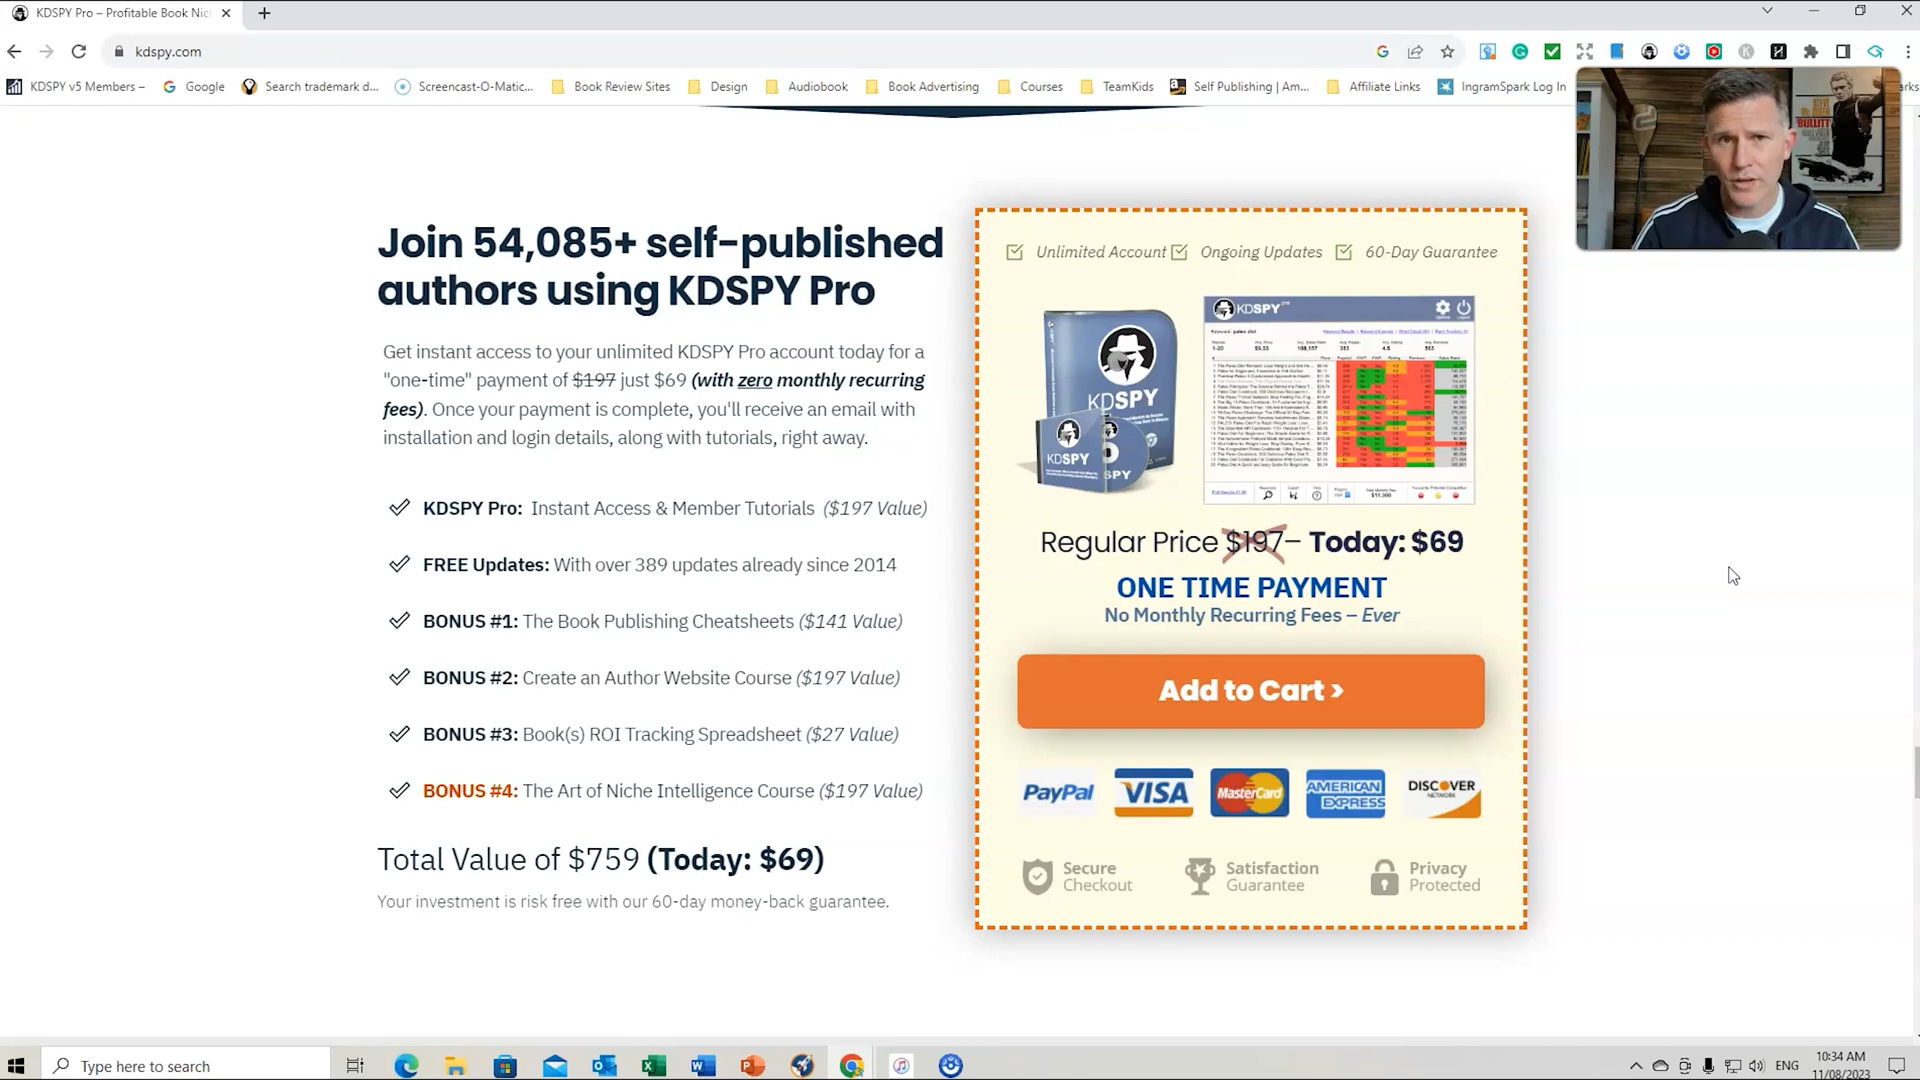 KDSPY Pro – Profitable Book Nic
kdspy.com
KDSPY v5 Members –
Google
Search trademark d...
Screencast-O-Matic...
Book Review Sites
Design
Audiobook
Book Advertising
Courses
TeamKids
Self Publishing | Am...
Affiliate Links
IngramSpark Log In
BULLITT
Join 54,085+ self-published
authors using KDSPY Pro
Get instant access to your unlimited KDSPY Pro account today for a
"one-time" payment of $197 just $69 (with zero monthly recurring
fees). Once your payment is complete, you'll receive an email with
installation and login details, along with tutorials, right away.
KDSPY Pro: Instant Access & Member Tutorials ($197 Value)
FREE Updates: With over 389 updates already since 2014
BONUS #1: The Book Publishing Cheatsheets ($141 Value)
BONUS #2: Create an Author Website Course ($197 Value)
BONUS #3: Book(s) ROI Tracking Spreadsheet ($27 Value)
BONUS #4: The Art of Niche Intelligence Course ($197 Value)
Total Value of $759 (Today: $69)
Your investment is risk free with our 60-day money-back guarantee.
Unlimited Account
Ongoing Updates
60-Day Guarantee
KDSPY
KDSPY
SPY
KDSPY
Regular Price $197– Today: $69
ONE TIME PAYMENT
No Monthly Recurring Fees – Ever
Add to Cart >
PayPal
VISA
MasterCard
AMERICAN EXPRESS
DISCOVER
NETWORK
Secure
Checkout
Satisfaction
Guarantee
Privacy
Protected
Type here to search
ENG
10:34 AM
11/08/2023